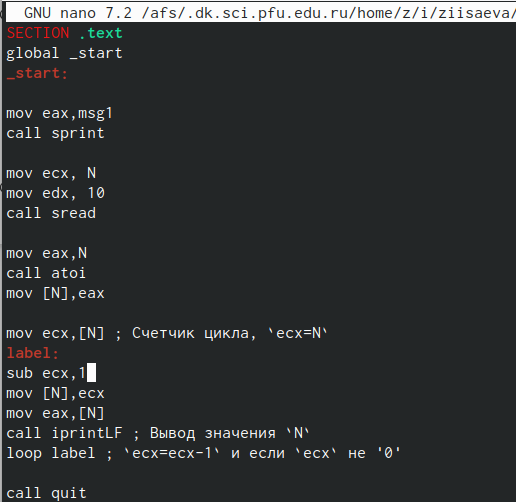 GNU nano 7.2 /afs/.dk.sci.pfu.edu.ru/home/z/i/ziisaeva/
SECTION .text
global _start
_start:
mov eax,msg1
call sprint
mov ecx, N
mov edx, 10
call sread
mov eax,N
call atoi
mov [N],eax
mov ecx,[N] ; Счетчик цикла, `ecx=N`
label:
sub ecx,1
mov [N],ecx
mov eax,[N]
call iprintLF ; Вывод значения `N`
loop label ; `ecx=ecx-1` и если `ecx` не '0'
call quit